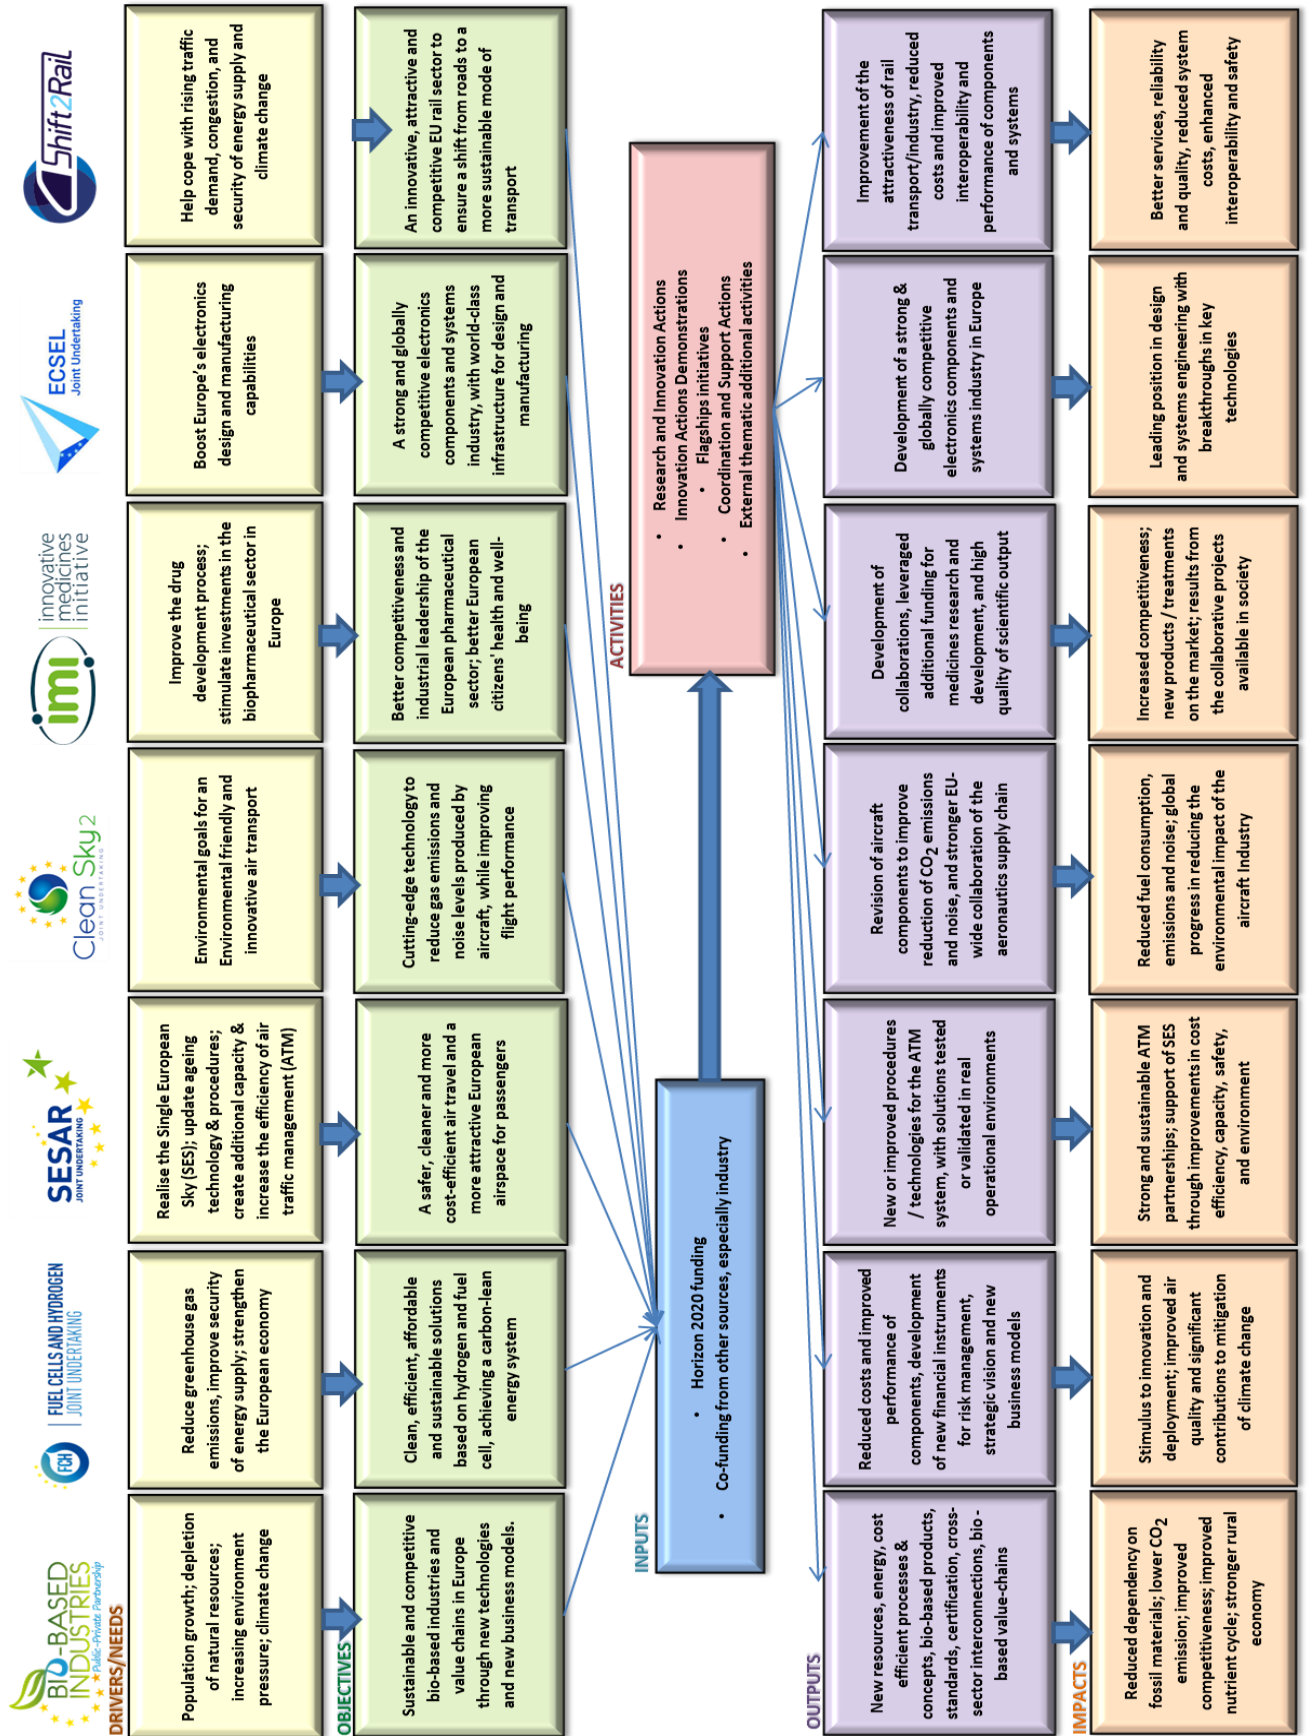 BIO-BASED
INDUSTRIES
Public-Private Partnership
FCH
FUEL CELLS AND HYDROGEN
JOINT UNDERTAKING
SESAR
JOINT UNDERTAKING
Clean Sky2
JOINT UNDERTAKING
imi
innovative
medicines
initiative
ECSEL
Joint Undertaking
Shift2Rail
DRIVERS/NEEDS
Population growth; depletion
of natural resources;
increasing environment
pressure; climate change
Reduce greenhouse gas
emissions, improve security
of energy supply; strengthen
the European economy
Realise the Single European
Sky (SES); update ageing
technology & procedures;
create additional capacity &
increase the efficiency of air
traffic management (ATM)
Environmental goals for an
Environmental friendly and
innovative air transport
Improve the drug
development process;
stimulate investments in the
biopharmaceutical sector in
Europe
Boost Europe's electronics
design and manufacturing
capabilities
Help cope with rising traffic
demand, congestion, and
security of energy supply and
climate change
OBJECTIVES
Sustainable and competitive
bio-based industries and
value chains in Europe
through new technologies
and new business models.
Clean, efficient, affordable
and sustainable solutions
based on hydrogen and fuel
cell, achieving a carbon-lean
energy system
A safer, cleaner and more
cost-efficient air travel and a
more attractive European
airspace for passengers
Cutting-edge technology to
reduce gas emissions and
noise levels produced by
aircraft, while improving
flight performance
Better competitiveness and
industrial leadership of the
European pharmaceutical
sector; better European
citizens' health and well-
being
A strong and globally
competitive electronics
components and systems
industry, with world-class
infrastructure for design and
manufacturing
An innovative, attractive and
competitive EU rail sector to
ensure a shift from roads to a
more sustainable mode of
transport
INPUTS
• Horizon 2020 funding
• Co-funding from other sources, especially industry
ACTIVITIES
• Research and Innovation Actions
• Innovation Actions Demonstrations
• Flagships initiatives
• Coordination and Support Actions
• External thematic additional activities
OUTPUTS
New resources, energy, cost
efficient processes &
concepts, bio-based products,
standards, certification, cross-
sector interconnections, bio-
based value-chains
Reduced costs and improved
performance of
components, development
of new financial instruments
for risk management,
strategic vision and new
business models
New or improved procedures
/ technologies for the ATM
system, with solutions tested
or validated in real
operational environments
Revision of aircraft
components to improve
reduction of CO2 emissions
and noise, and stronger EU-
wide collaboration of the
aeronautics supply chain
Development of
collaborations, leveraged
additional funding for
medicines research and
development, and high
quality of scientific output
Development of a strong &
globally competitive
electronics components and
systems industry in Europe
Improvement of the
attractiveness of rail
transport/industry, reduced
costs and improved
interoperability and
performance of components
and systems
IMPACTS
Reduced dependency on
fossil materials; lower CO2
emission; improved
competitiveness; improved
nutrient cycle; stronger rural
economy
Stimulus to innovation and
deployment; improved air
quality and significant
contributions to mitigation
of climate change
Strong and sustainable ATM
partnerships; support of SES
through improvements in cost
efficiency, capacity, safety,
and environment
Reduced fuel consumption,
emissions and noise; global
progress in reducing the
environmental impact of the
aircraft Industry
Increased competitiveness;
new products / treatments
on the market; results from
the collaborative projects
available in society
Leading position in design
and systems engineering with
breakthroughs in key
technologies
Better services, reliability
and quality, reduced system
costs, enhanced
interoperability and safety